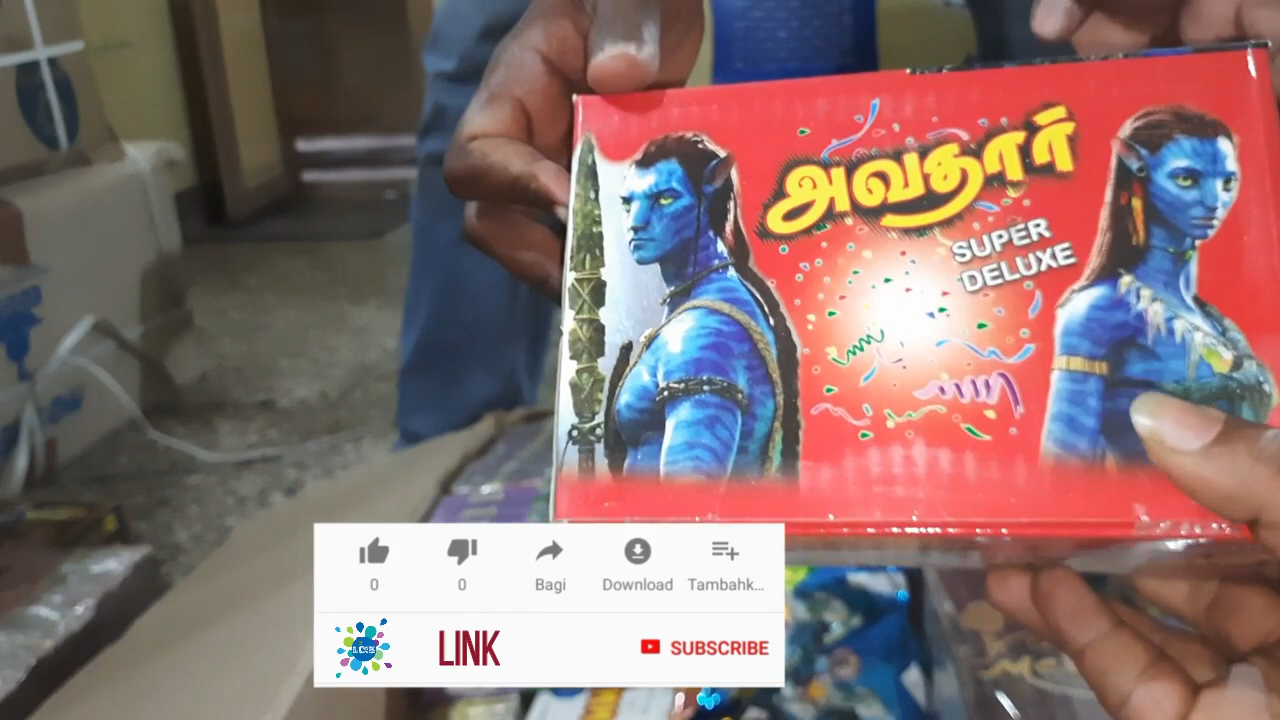 அவதார்
SUPER
DELUXE
0
0
Bagi
Download
Tambahk...
LINK
SUBSCRIBE